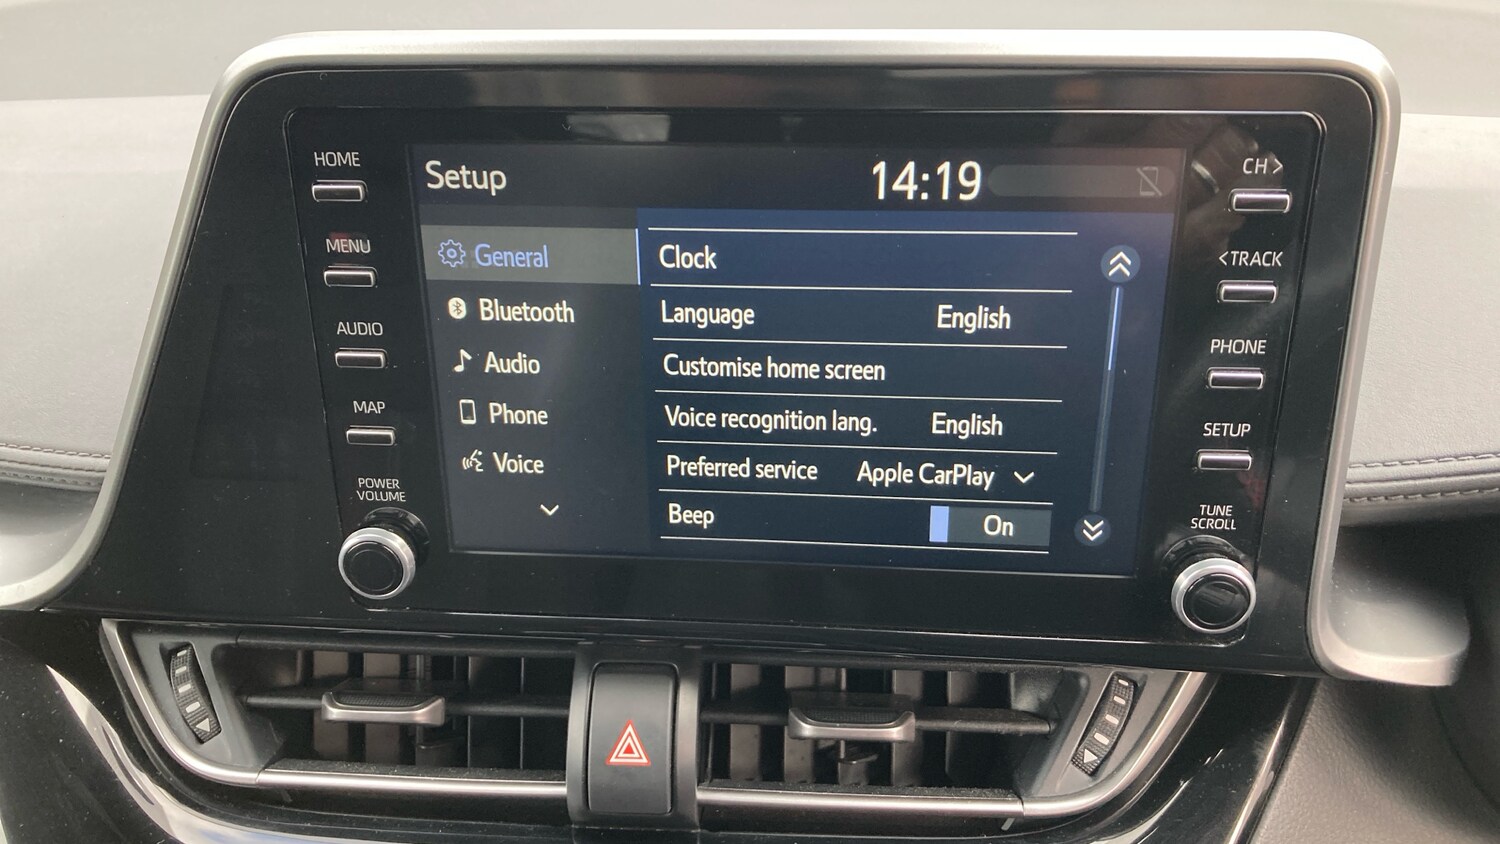 HOME
MENU
AUDIO
MAP
POWER
VOLUME
Setup
14:19
General
Bluetooth
Audio
Phone
Voice
Clock
Language English
Customise home screen
Voice recognition lang. English
Preferred service Apple CarPlay
Beep On
CH >
< TRACK
PHONE
SETUP
TUNE
SCROLL